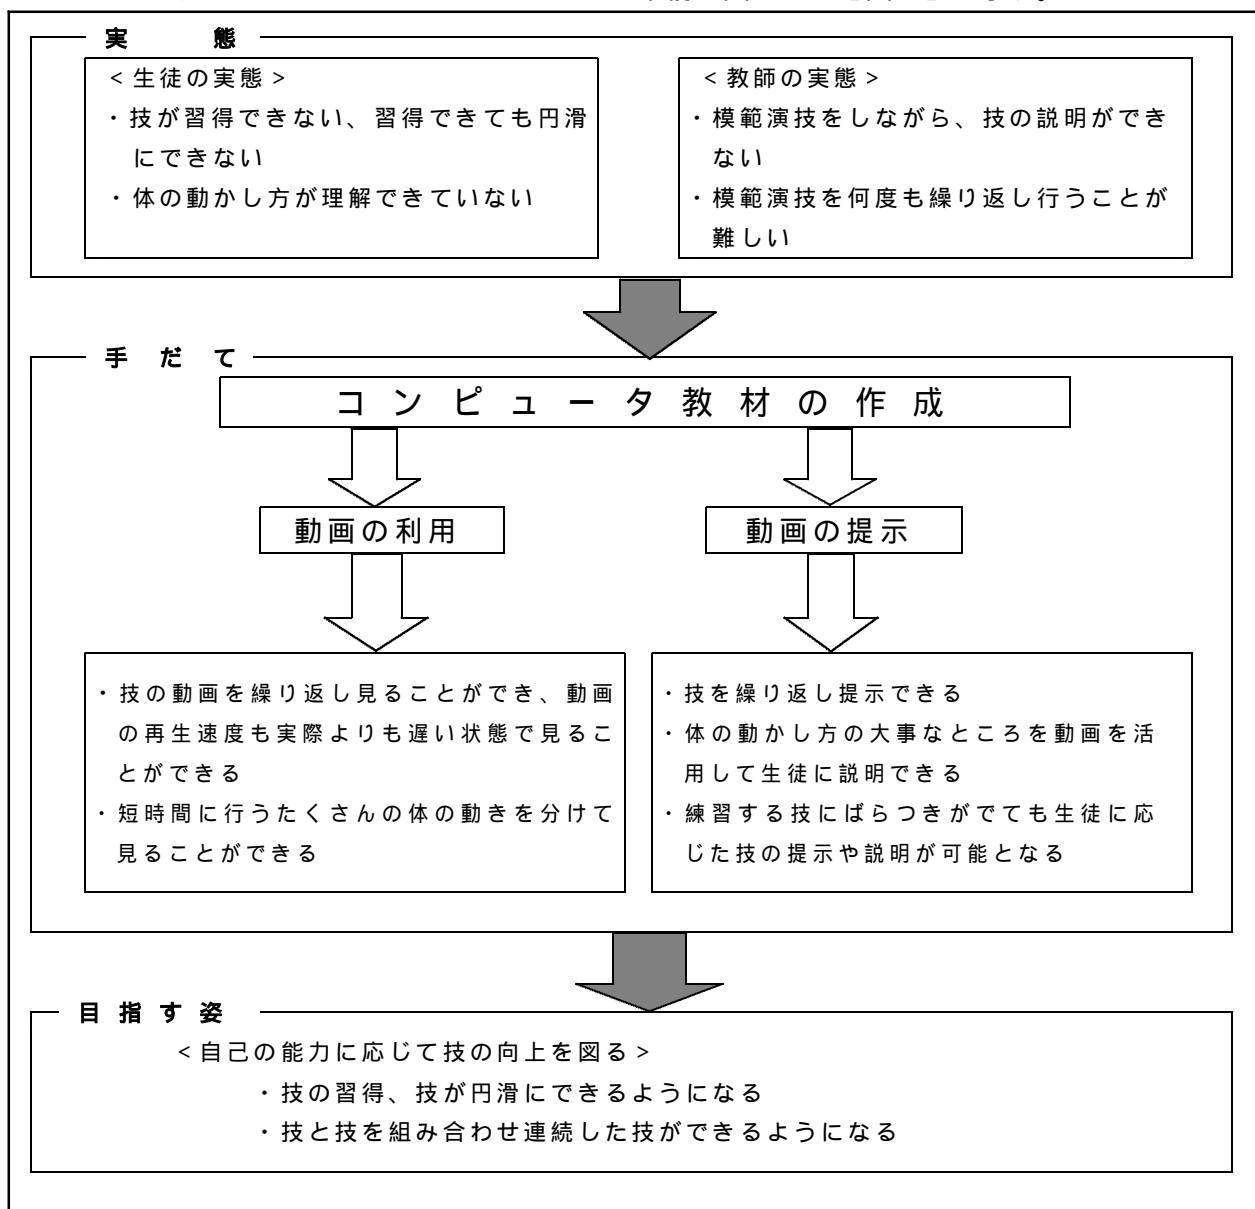 実態
<生徒の実態>
・技が習得できない、習得できても円滑
にできない
・体の動かし方が理解できていない
<教師の実態>
・模範演技をしながら、技の説明ができ
ない
・模範演技を何度も繰り返し行うことが
難しい
手だて
コンピュータ教材の作成
動画の利用
動画の提示
・技の動画を繰り返し見ることができ、動画
の再生速度も実際よりも遅い状態で見るこ
とができる
・短時間に行うたくさんの体の動きを分けて
見ることができる
・技を繰り返し提示できる
・体の動かし方の大事なところを動画を活
用して生徒に説明できる
・練習する技にばらつきがでても生徒に応
じた技の提示や説明が可能となる
目指す姿
<自己の能力に応じて技の向上を図る>
・技の習得、技が円滑にできるようになる
・技と技を組み合わせ連続した技ができるようになる